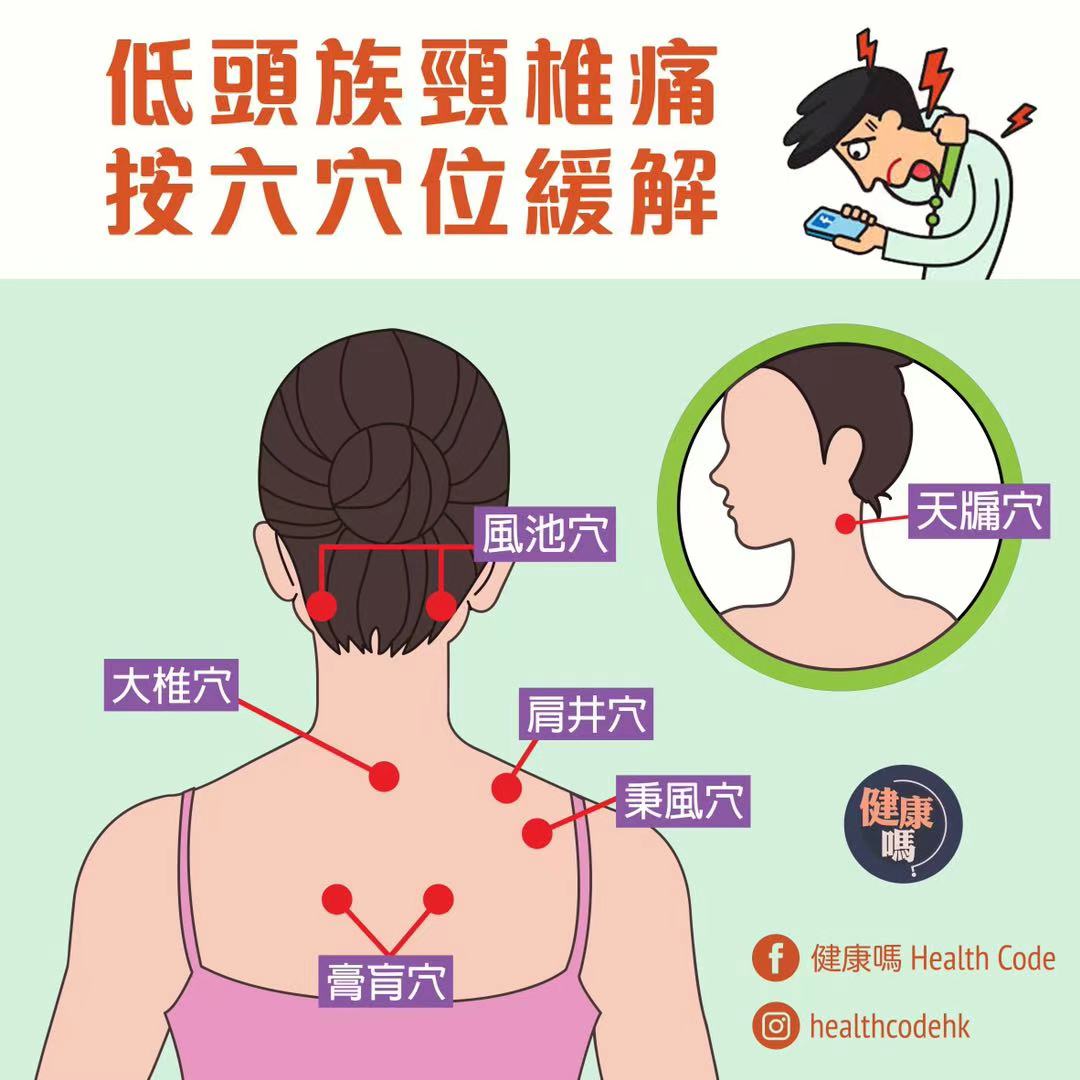 低頭族頸椎痛
按六穴位緩解
風池穴
天牖穴
大椎穴
肩井穴
秉風穴
膏肓穴
健康
嗎?
健康嗎 Health Code
healthcodehk